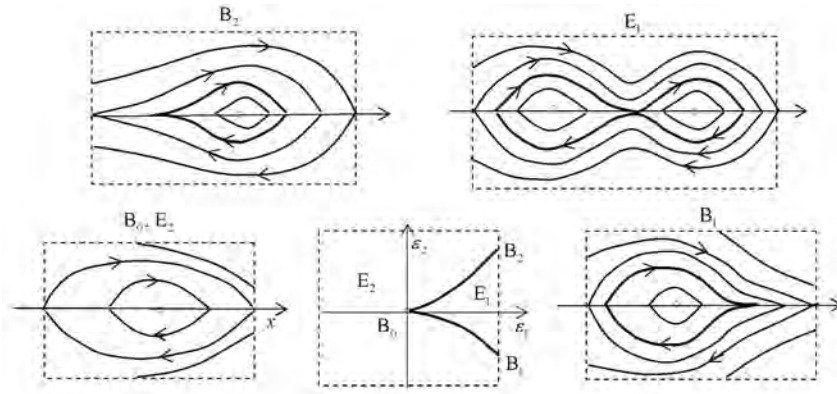 B₂
E₁
B₀, E₂
x
ε₂
E₂
B₂
E₁
B₀
ε₁
B₁
B₁